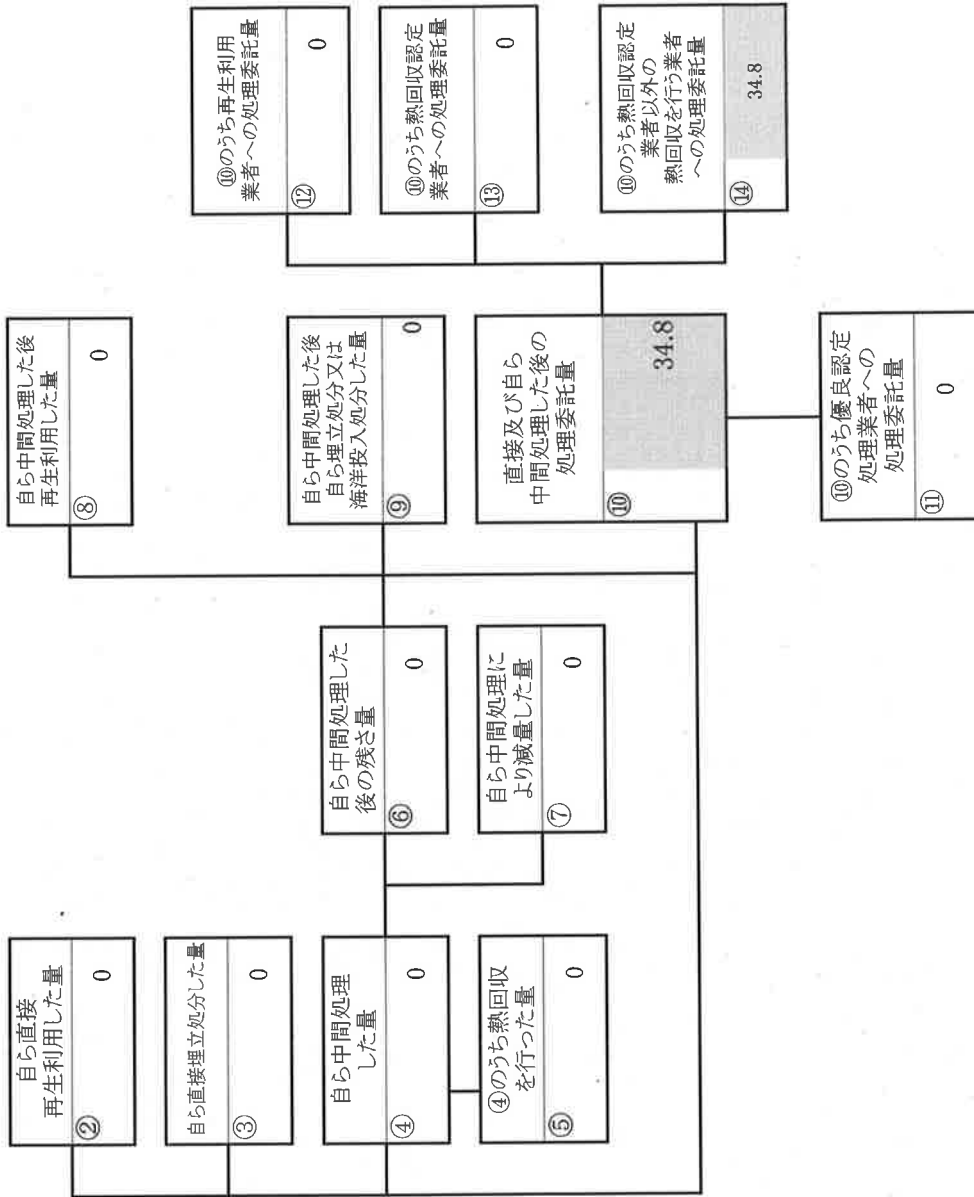 自ら直接
再生利用した量
②
0
自ら直接埋立処分した量
③
0
自ら中間処理
した量
④
0
④のうち熱回収
を行った量
⑤
0
自ら中間処理した
後の残さ量
⑥
0
自ら中間処理に
より減量した量
⑦
0
自ら中間処理した後
再生利用した量
⑧
0
自ら中間処理した後
自ら埋立処分又は
海洋投入処分した量
⑨
0
直接及び自ら
中間処理した後の
処理委託量
⑩
34.8
⑩のうち優良認定
処理業者への
処理委託量
⑪
0
⑩のうち再生利用
業者への処理委託量
⑫
0
⑩のうち熱回収認定
業者への処理委託量
⑬
0
⑩のうち熱回収認定
業者以外の
熱回収を行う業者
への処理委託量
⑭
34.8